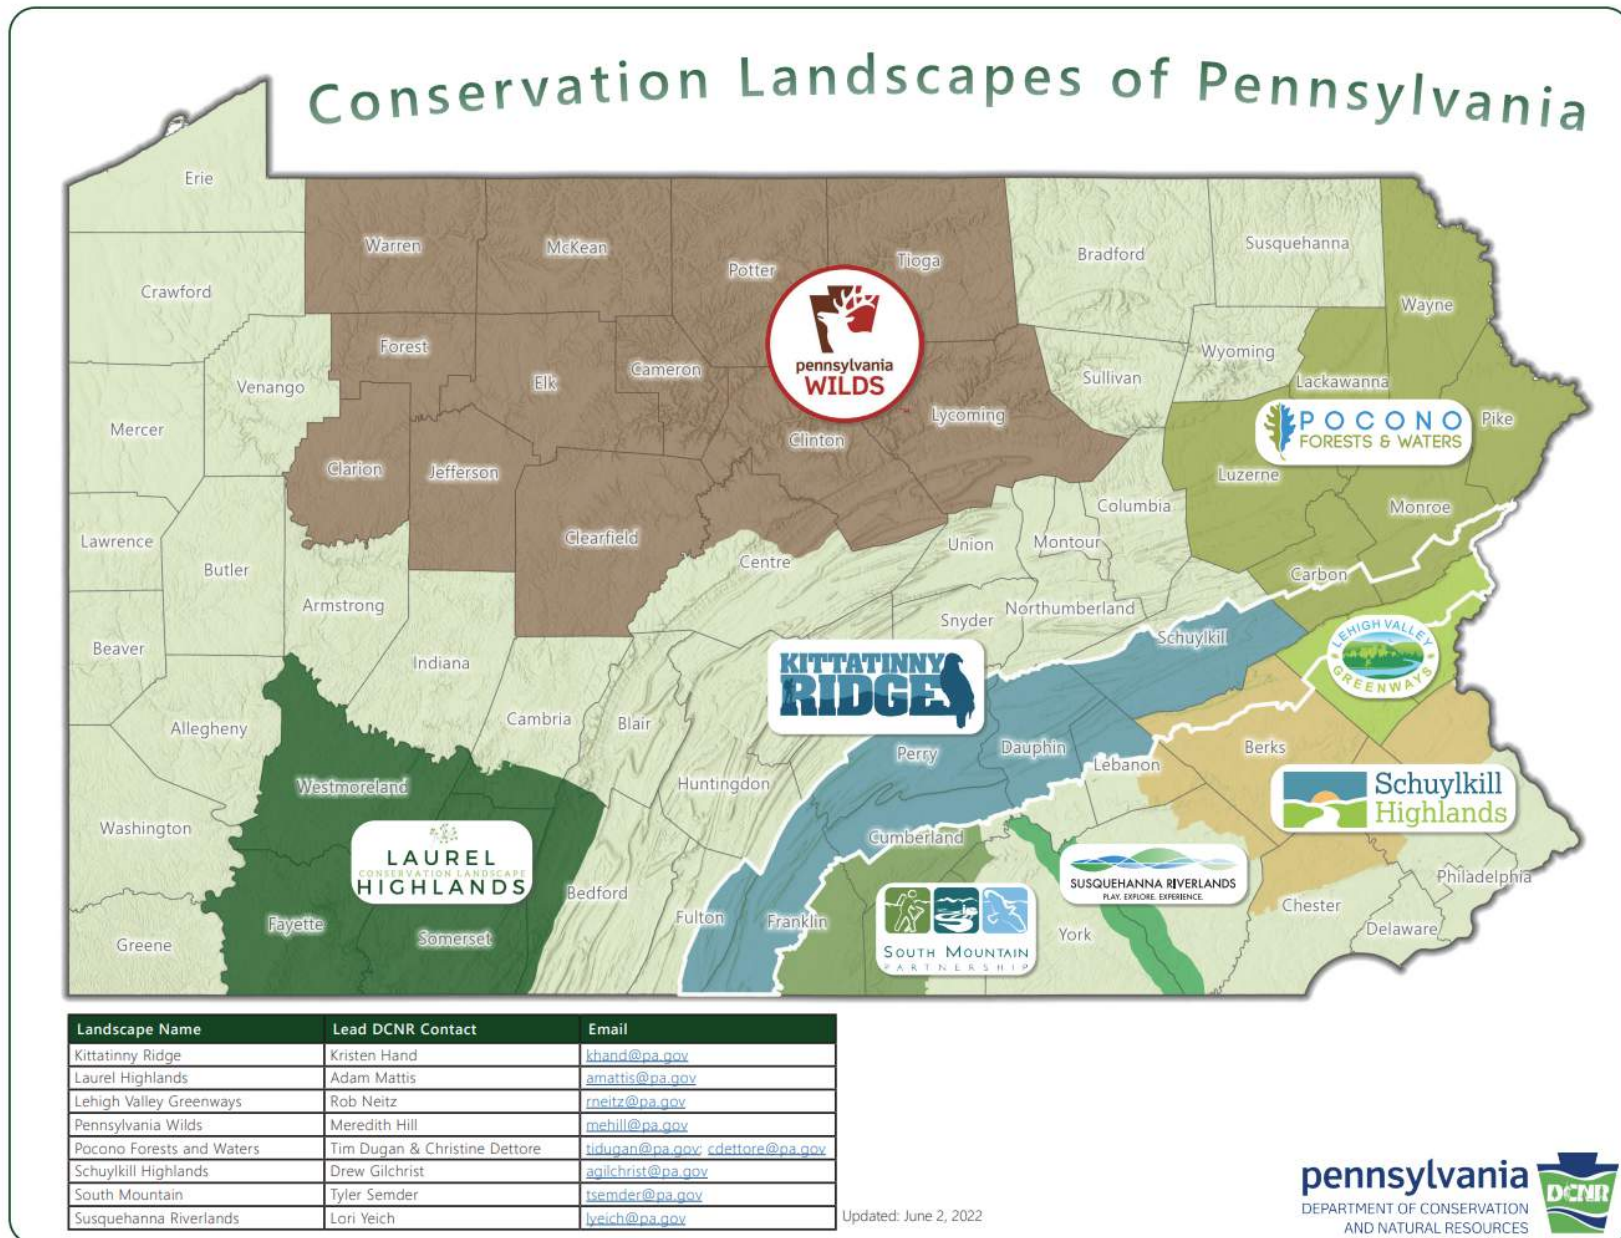 Conservation Landscapes of Pennsylvania
Erie
Warren
McKean
Potter
Tioga
Bradford
Susquehanna
Crawford
Wayne
Forest
Elk
Cameron
pennsylvania
WILDS
Sullivan
Wyoming
Lackawanna
Pike
Venango
Mercer
Clinton
Lycoming
POCONO
FORESTS & WATERS
Clarion
Jefferson
Luzerne
Columbia
Monroe
Lawrence
Butler
Clearfield
Centre
Union
Montour
Carbon
Armstrong
Snyder
Northumberland
Schuylkill
LEHIGH VALLEY
GREENWAYS
Beaver
Indiana
KITTATINNY
RIDGE
Allegheny
Cambria
Blair
Perry
Dauphin
Lebanon
Berks
Westmoreland
Huntingdon
Schuylkill
Highlands
Washington
Cumberland
LAUREL
CONSERVATION LANDSCAPE
HIGHLANDS
SUSQUEHANNA RIVERLANDS
PLAY. EXPLORE. EXPERIENCE.
Philadelphia
Bedford
Fulton
Franklin
Chester
Delaware
Greene
Fayette
Somerset
SOUTH MOUNTAIN
PARTNERSHIP
York
Landscape Name Lead DCNR Contact Email
Kittatinny Ridge Kristen Hand khand@pa.gov
Laurel Highlands Adam Mattis amattis@pa.gov
Lehigh Valley Greenways Rob Neitz rneitz@pa.gov
Pennsylvania Wilds Meredith Hill mehill@pa.gov
Pocono Forests and Waters Tim Dugan & Christine Dettore tidugan@pa.gov; cdettore@pa.gov
Schuylkill Highlands Drew Gilchrist agilchrist@pa.gov
South Mountain Tyler Semder tsemder@pa.gov
Susquehanna Riverlands Lori Yeich lyeich@pa.gov
Updated: June 2, 2022
pennsylvania
DEPARTMENT OF CONSERVATION
AND NATURAL RESOURCES
DCNR